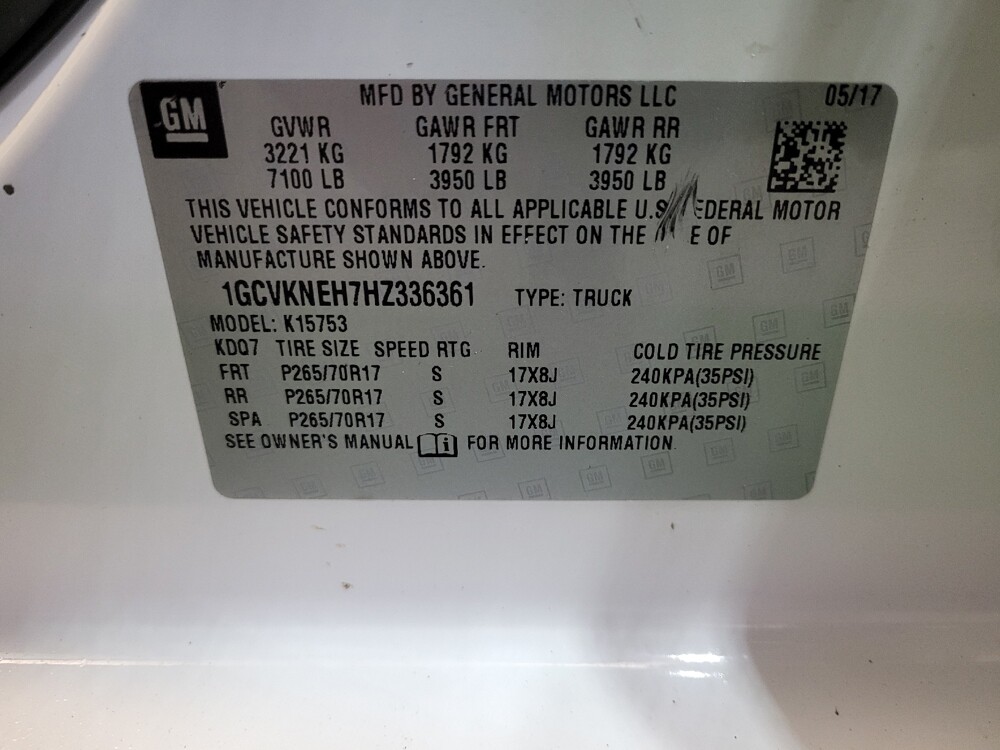 GM
MFD BY GENERAL MOTORS LLC 05/17
GVWR GAWR FRT GAWR RR
3221 KG 1792 KG 1792 KG
7100 LB 3950 LB 3950 LB
THIS VEHICLE CONFORMS TO ALL APPLICABLE U.S EDERAL MOTOR
VEHICLE SAFETY STANDARDS IN EFFECT ON THE E OF
MANUFACTURE SHOWN ABOVE.
1GCVKNEH7HZ336361 TYPE: TRUCK
MODEL: K15753
KDQ7 TIRE SIZE SPEED RTG RIM COLD TIRE PRESSURE
FRT P265/70R17 S 17X8J 240KPA(35PSI)
RR P265/70R17 S 17X8J 240KPA(35PSI)
SPA P265/70R17 S 17X8J 240KPA(35PSI)
SEE OWNER'S MANUAL i FOR MORE INFORMATION.